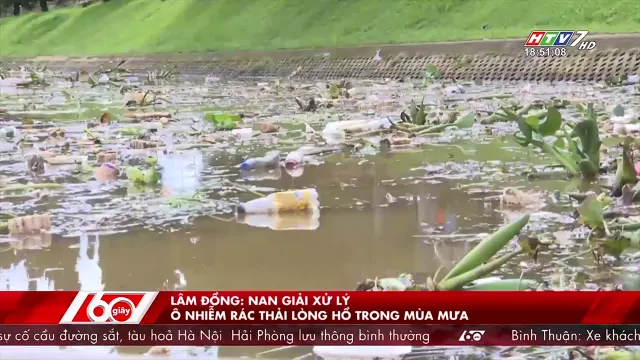 HTV7 HD
18:51:08
LÂM ĐỒNG: NAN GIẢI XỬ LÝ
60 giây
Ô NHIỄM RÁC THẢI LÒNG HỒ TRONG MÙA MƯA
sự cố cầu đường sắt, tàu hoả Hà Nội  Hải Phòng lưu thông bình thường 60 Bình Thuận: Xe khách